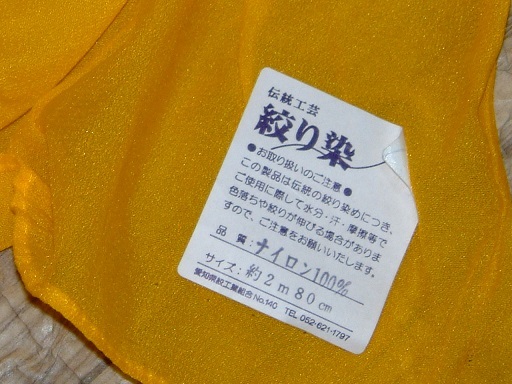 伝統工芸
絞り染
●お取り扱いのご注意●
この製品は伝統の絞り染めにつき、
ご使用に際して水分・汗・摩擦等で
色落ちや絞りが伸びる場合がありま
すので、ご注意をお願いいたします。
品質:ナイロン100%
サイズ:約2m80cm
愛知県絞工業組合No.140 TEL 052-621-1797